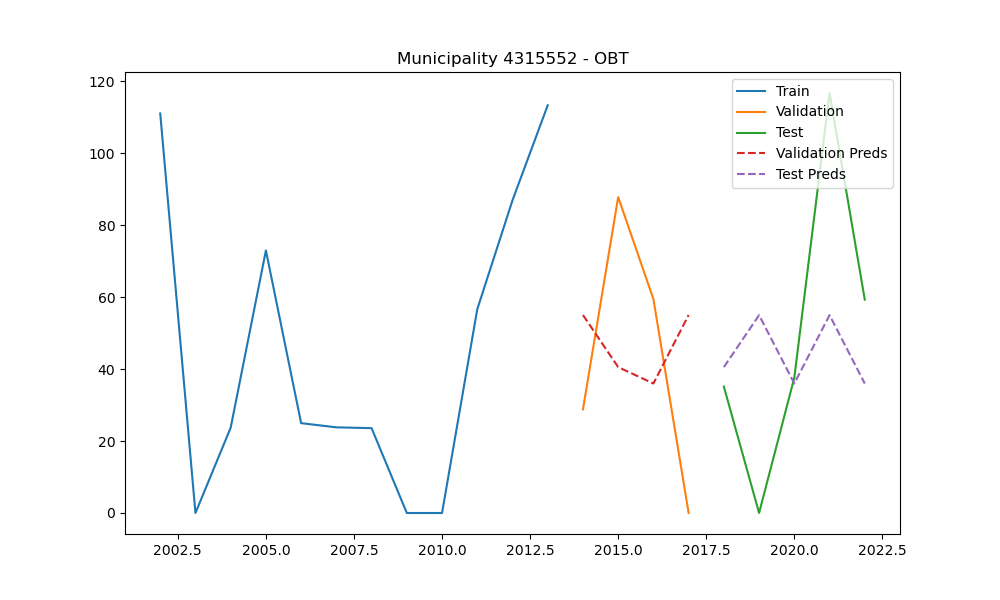 Municipality 4315552 - OBT
Train
Validation
Test
Validation Preds
Test Preds
120
100
80
60
40
20
0
2002.5 2005.0 2007.5 2010.0 2012.5 2015.0 2017.5 2020.0 2022.5